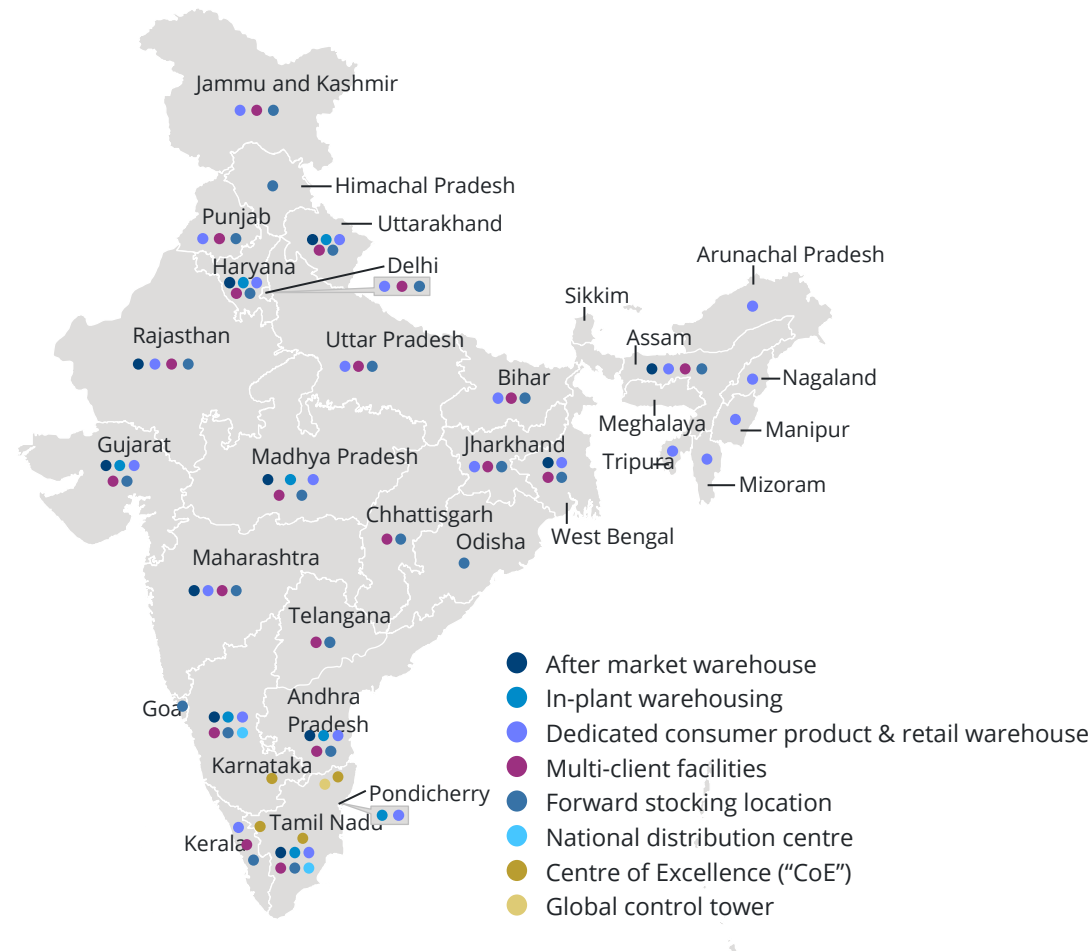 Jammu and Kashmir
Himachal Pradesh
Punjab
Uttarakhand
Haryana
Delhi
Arunachal Pradesh
Sikkim
Rajasthan
Uttar Pradesh
Assam
Bihar
Nagaland
Meghalaya
Manipur
Gujarat
Madhya Pradesh
Jharkhand
Tripura
Mizoram
Chhattisgarh
West Bengal
Odisha
Maharashtra
Telangana
Goa
Andhra
Pradesh
Karnataka
Pondicherry
Tamil Nadu
Kerala
After market warehouse
In-plant warehousing
Dedicated consumer product & retail warehouse
Multi-client facilities
Forward stocking location
National distribution centre
Centre of Excellence (“CoE”)
Global control tower